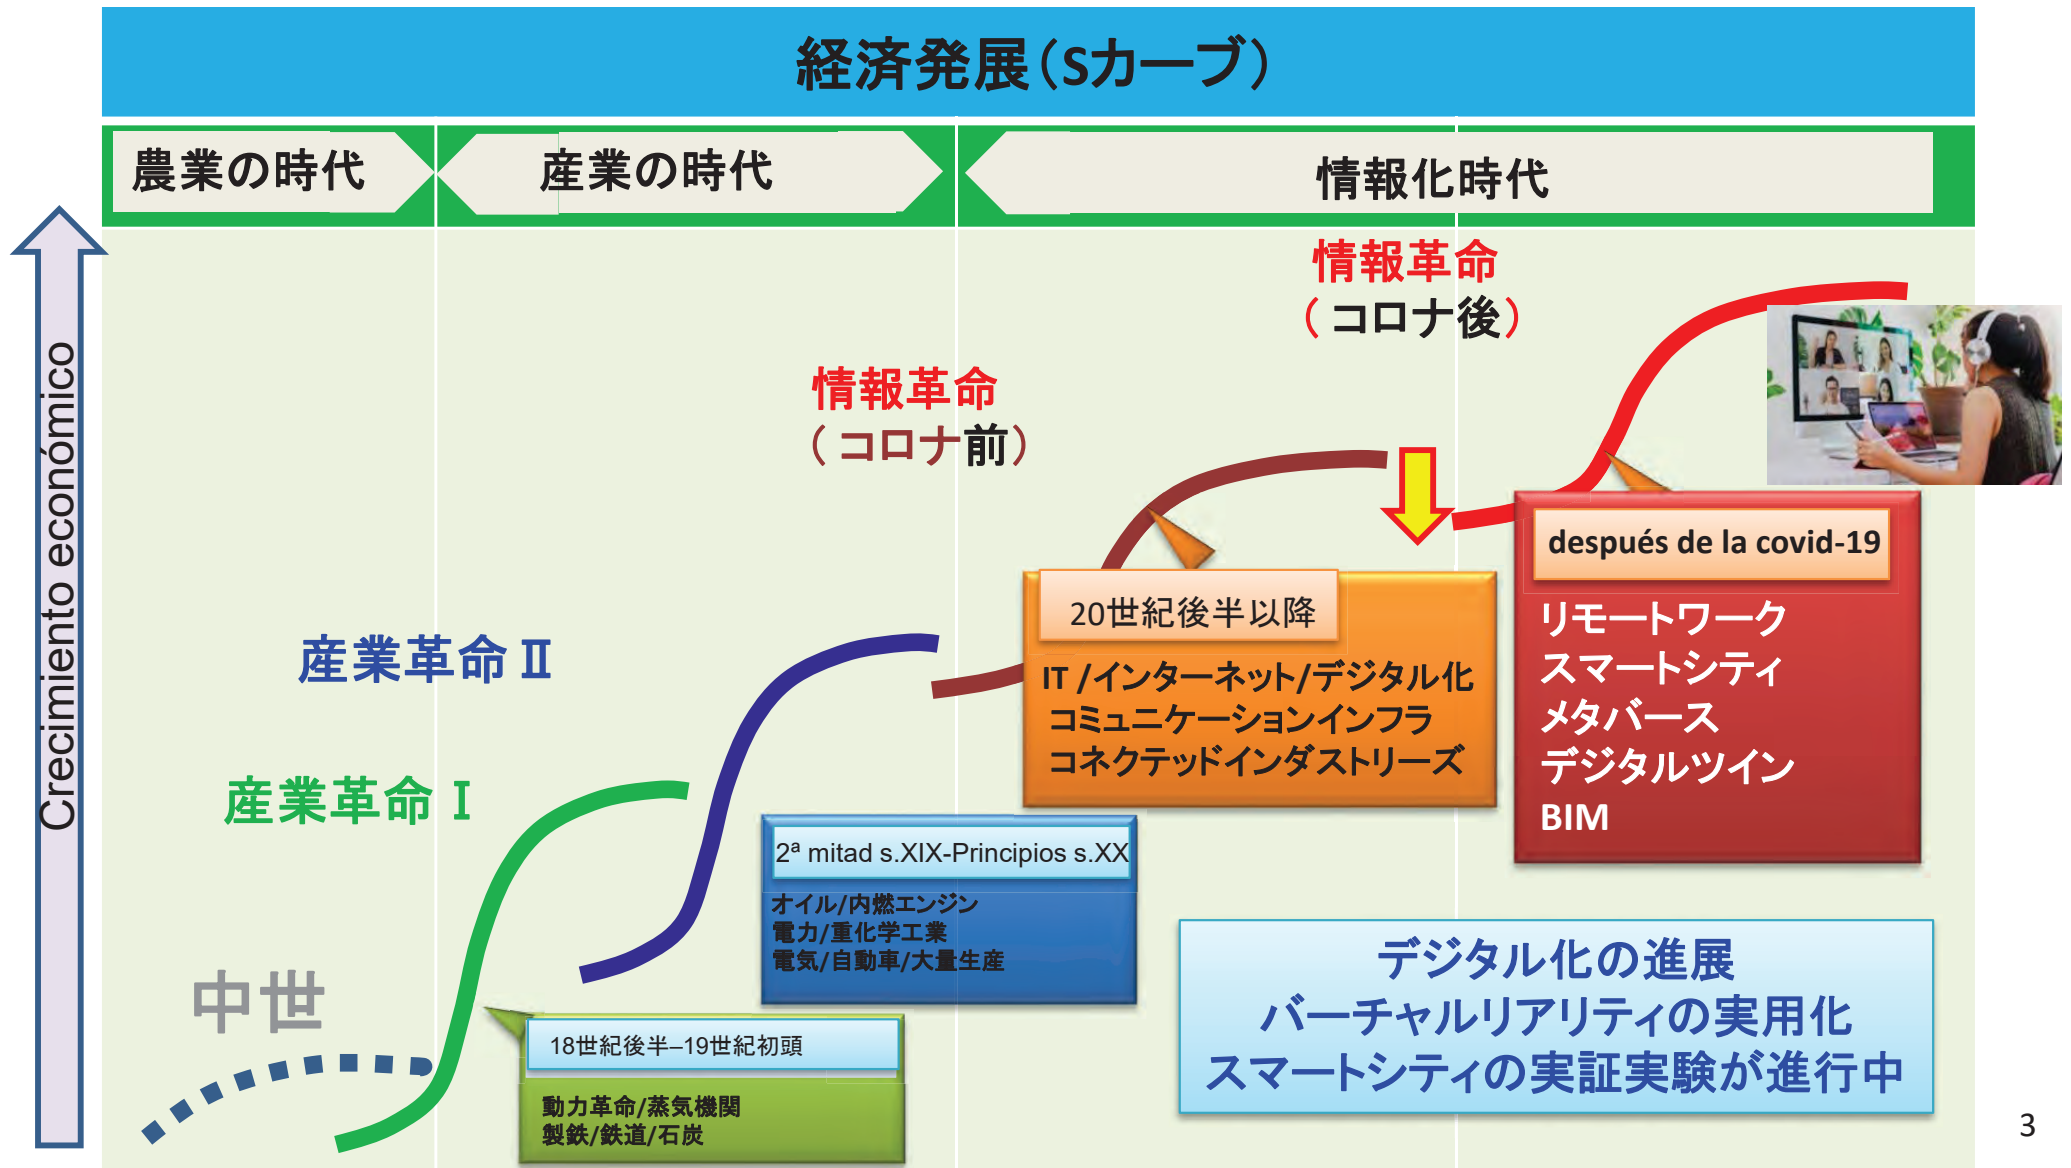 経済発展（Sカーブ）
農業の時代
産業の時代
情報化時代
Crecimiento económico
情報革命
（コロナ後）
情報革命
（コロナ前）
después de la covid-19
リモートワーク
スマートシティ
メタバース
デジタルツイン
BIM
20世紀後半以降
IT /インターネット/デジタル化
コミュニケーションインフラ
コネクテッドインダストリーズ
産業革命Ⅱ
産業革命Ⅰ
2ª mitad s.XIX-Principios s.XX
オイル/内燃エンジン
電力/重化学工業
電気/自動車/大量生産
中世
18世紀後半–19世紀初頭
動力革命/蒸気機関
製鉄/鉄道/石炭
デジタル化の進展
バーチャルリアリティの実用化
スマートシティの実証実験が進行中
3